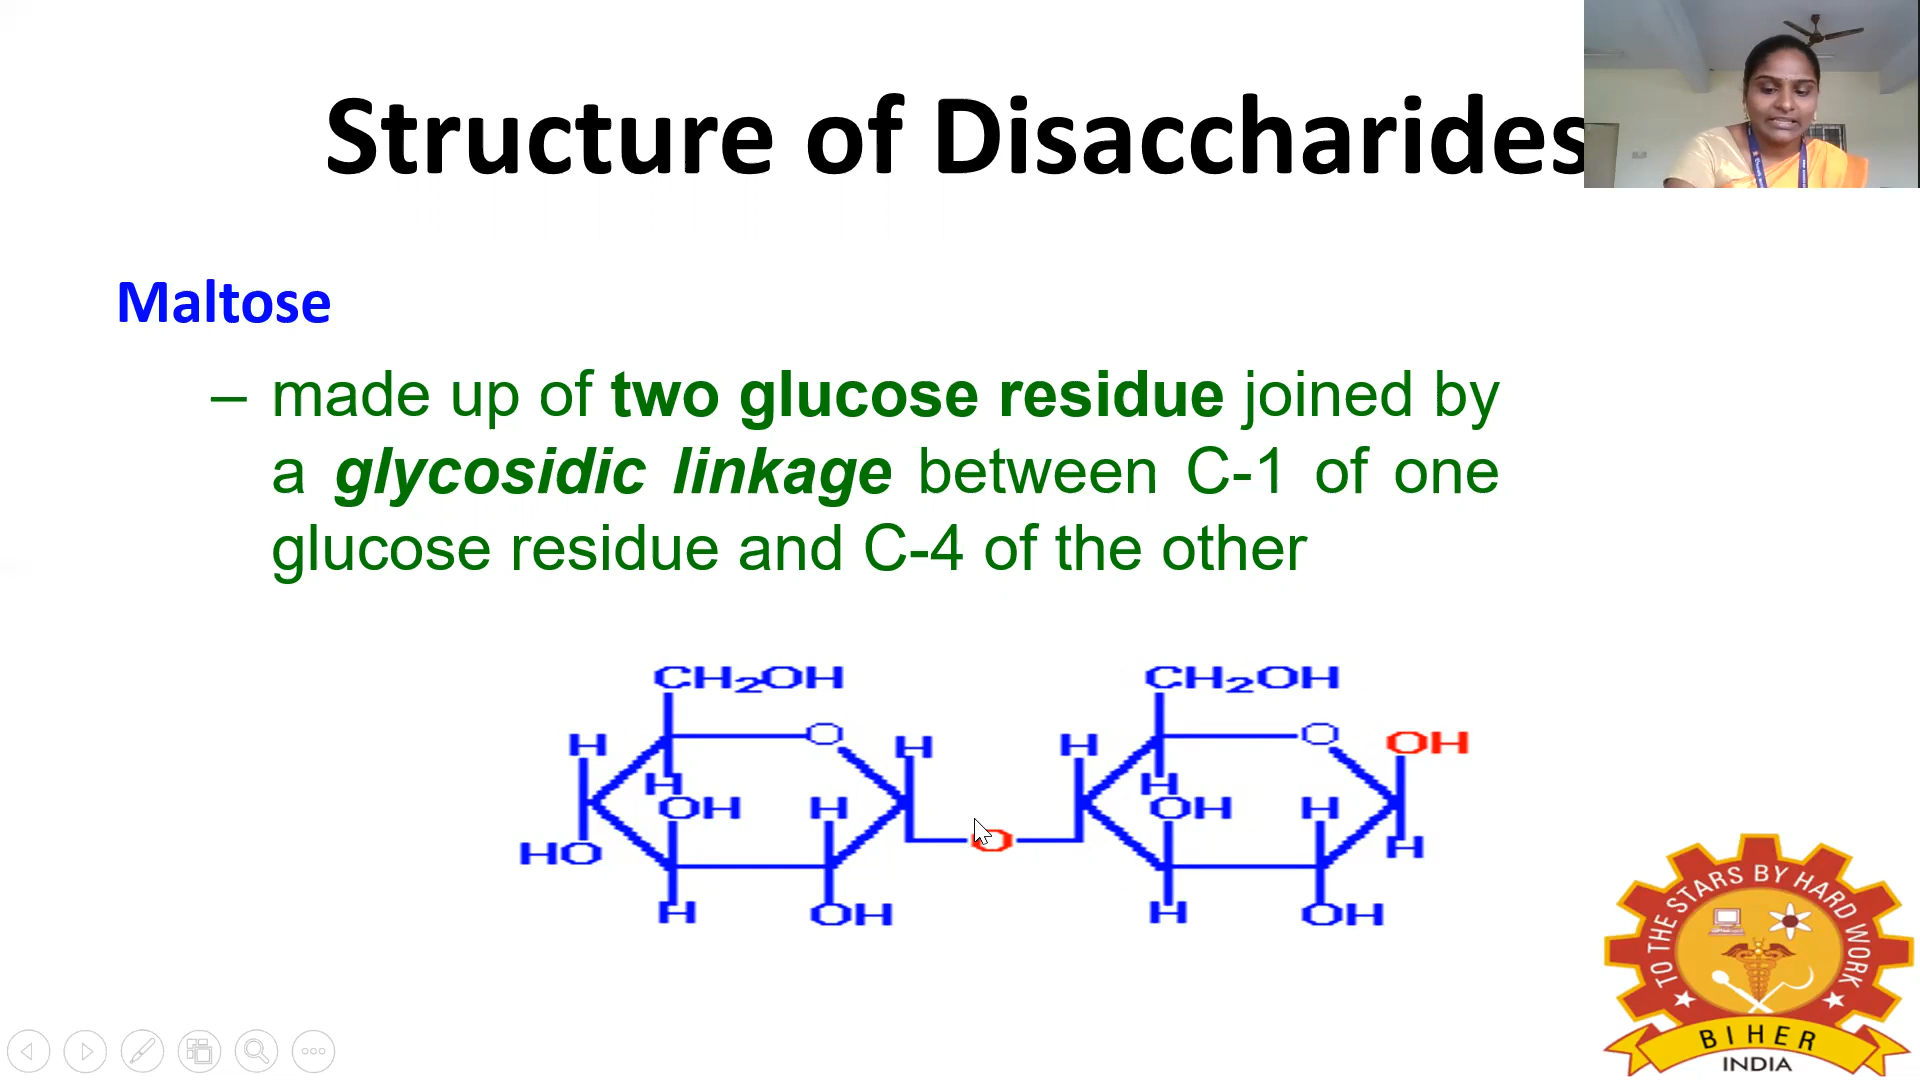 Structure of Disaccharides
Maltose
– made up of two glucose residue joined by
a glycosidic linkage between C-1 of one
glucose residue and C-4 of the other
CH₂OH CH₂OH
H O H H O OH
H H
OH H OH H
HO O H
H OH H OH
TO THE STARS BY HARD WORK
BIHER
INDIA